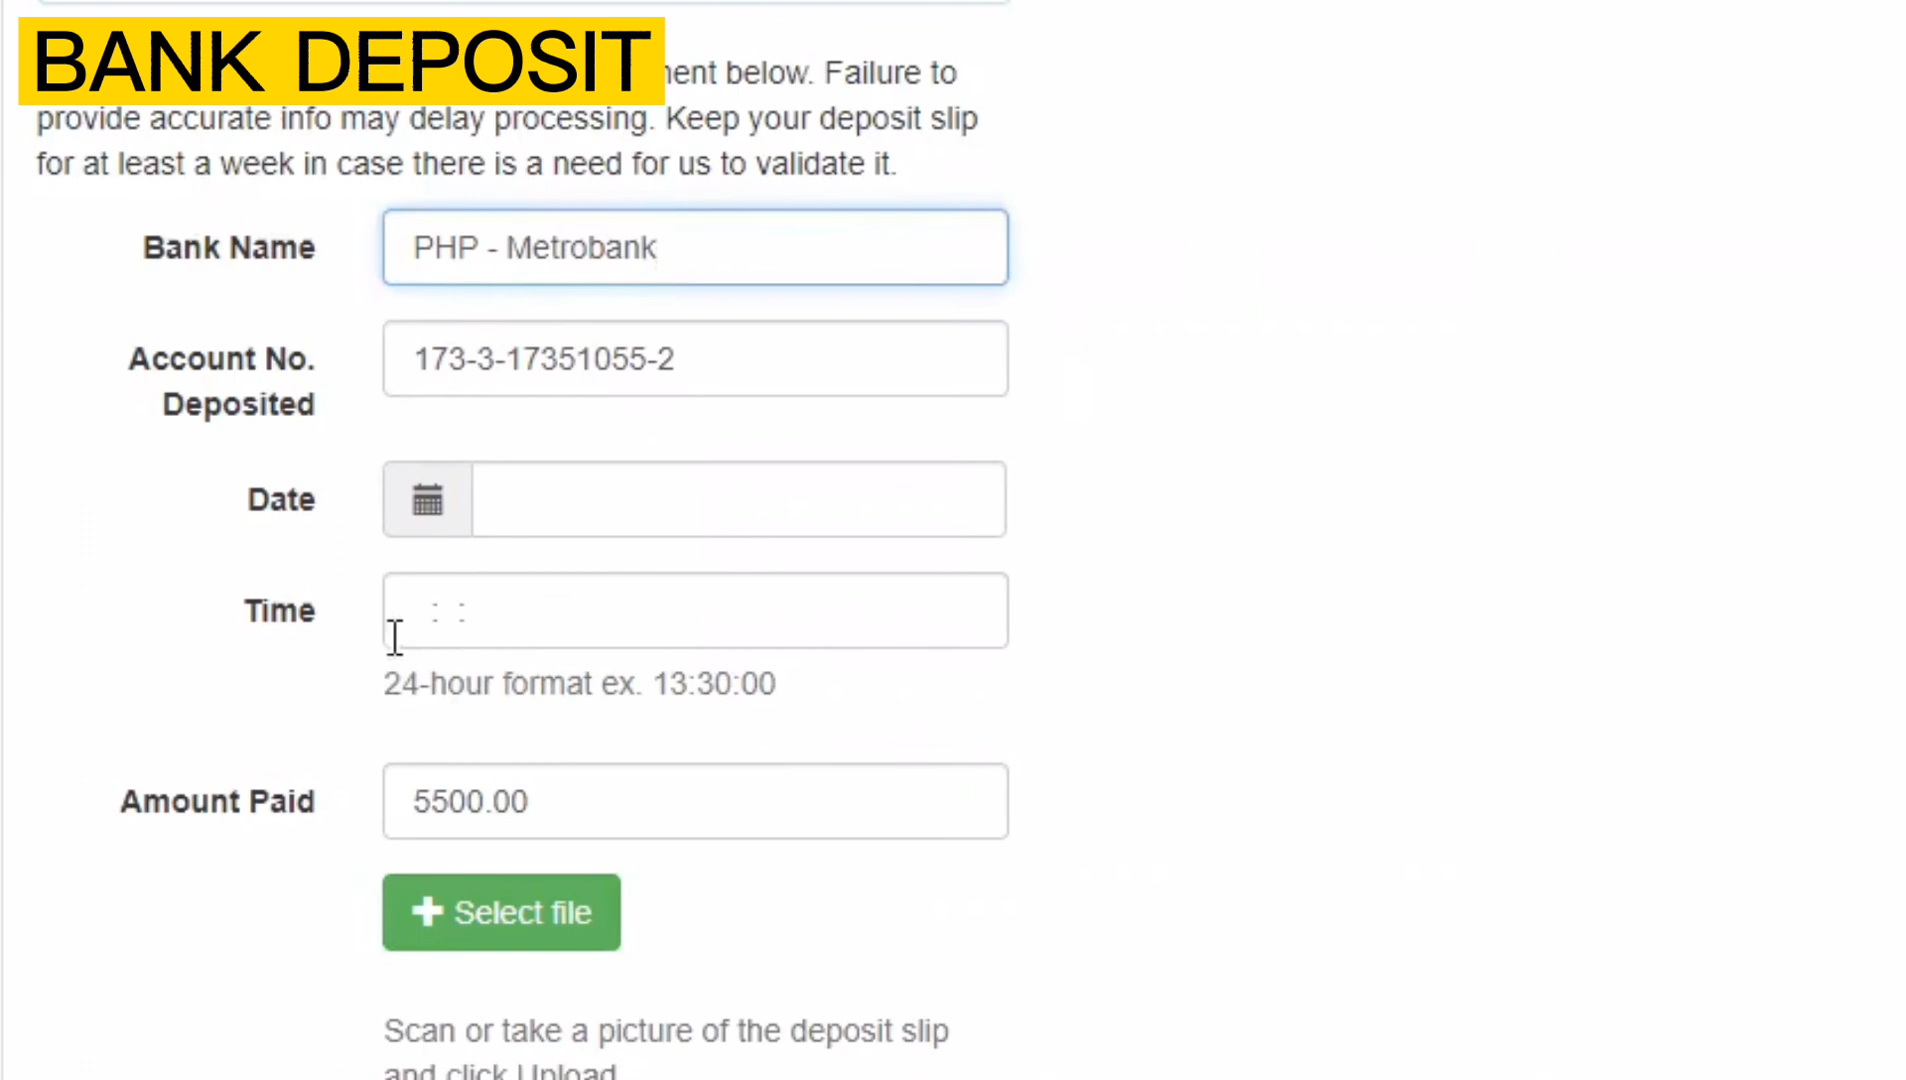 BANK DEPOSIT
ent below. Failure to
provide accurate info may delay processing. Keep your deposit slip
for at least a week in case there is a need for us to validate it.
Bank Name
PHP - Metrobank
Account No.
Deposited
173-3-17351055-2
Date
Time
: :
24-hour format ex. 13:30:00
Amount Paid
5500.00
Select file
Scan or take a picture of the deposit slip
and click Upload